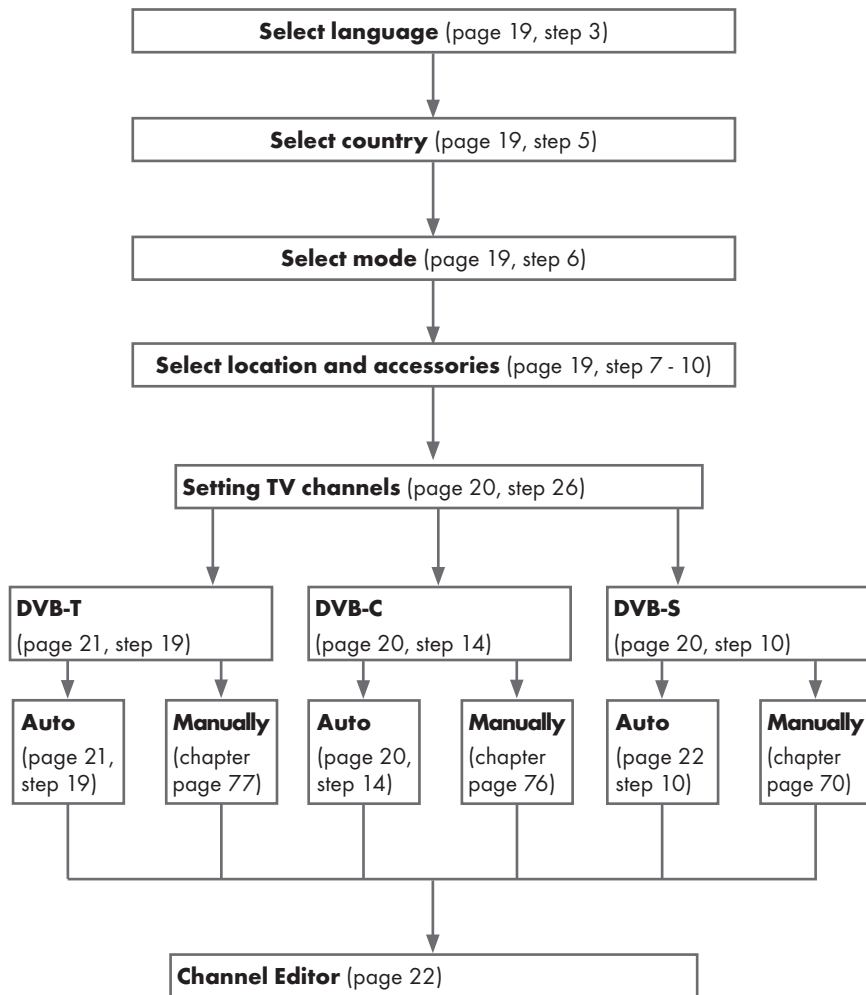 Select language (page 19, step 3)
Select country (page 19, step 5)
Select mode (page 19, step 6)
Select location and accessories (page 19, step 7 - 10)
Setting TV channels (page 20, step 26)
DVB-T
(page 21, step 19)
DVB-C
(page 20, step 14)
DVB-S
(page 20, step 10)
Auto
(page 21,
step 19)
Manually
(chapter
page 77)
Auto
(page 20,
step 14)
Manually
(chapter
page 76)
Auto
(page 22
step 10)
Manually
(chapter
page 70)
Channel Editor (page 22)